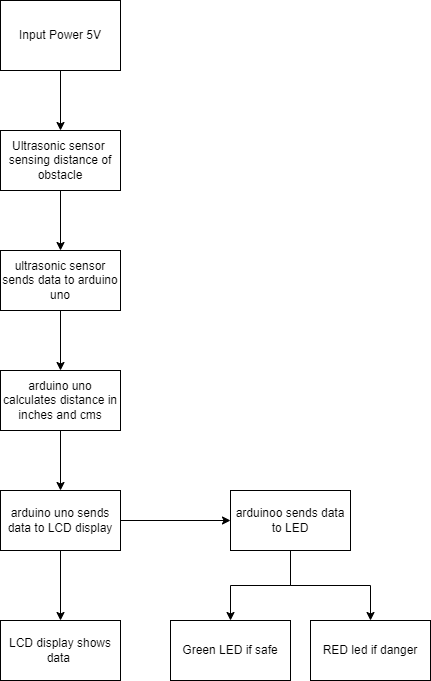 Input Power 5V
Ultrasonic sensor
sensing distance of
obstacle
ultrasonic sensor
sends data to arduino
uno
arduino uno
calculates distance in
inches and cms
arduino uno sends
data to LCD display
arduinoo sends data
to LED
LCD display shows
data
Green LED if safe
RED led if danger